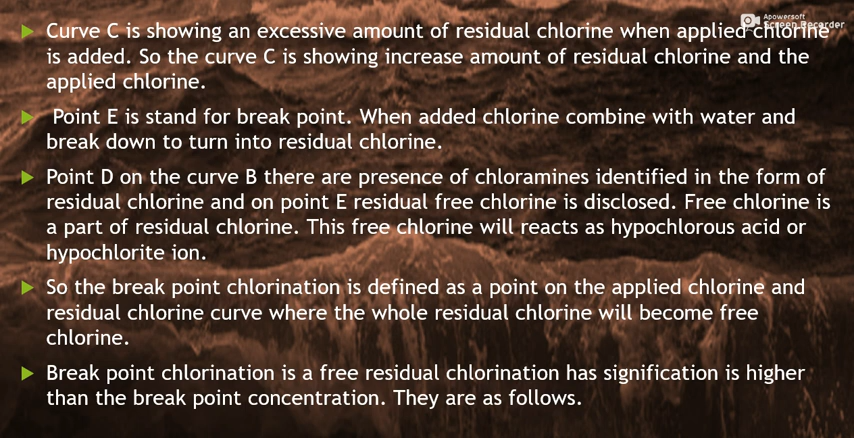 Apowersoft
Screen Recorder
Curve C is showing an excessive amount of residual chlorine when applied chlorine
is added. So the curve C is showing increase amount of residual chlorine and the
applied chlorine.
Point E is stand for break point. When added chlorine combine with water and
break down to turn into residual chlorine.
Point D on the curve B there are presence of chloramines identified in the form of
residual chlorine and on point E residual free chlorine is disclosed. Free chlorine is
a part of residual chlorine. This free chlorine will reacts as hypochlorous acid or
hypochlorite ion.
So the break point chlorination is defined as a point on the applied chlorine and
residual chlorine curve where the whole residual chlorine will become free
chlorine.
Break point chlorination is a free residual chlorination has signification is higher
than the break point concentration. They are as follows.